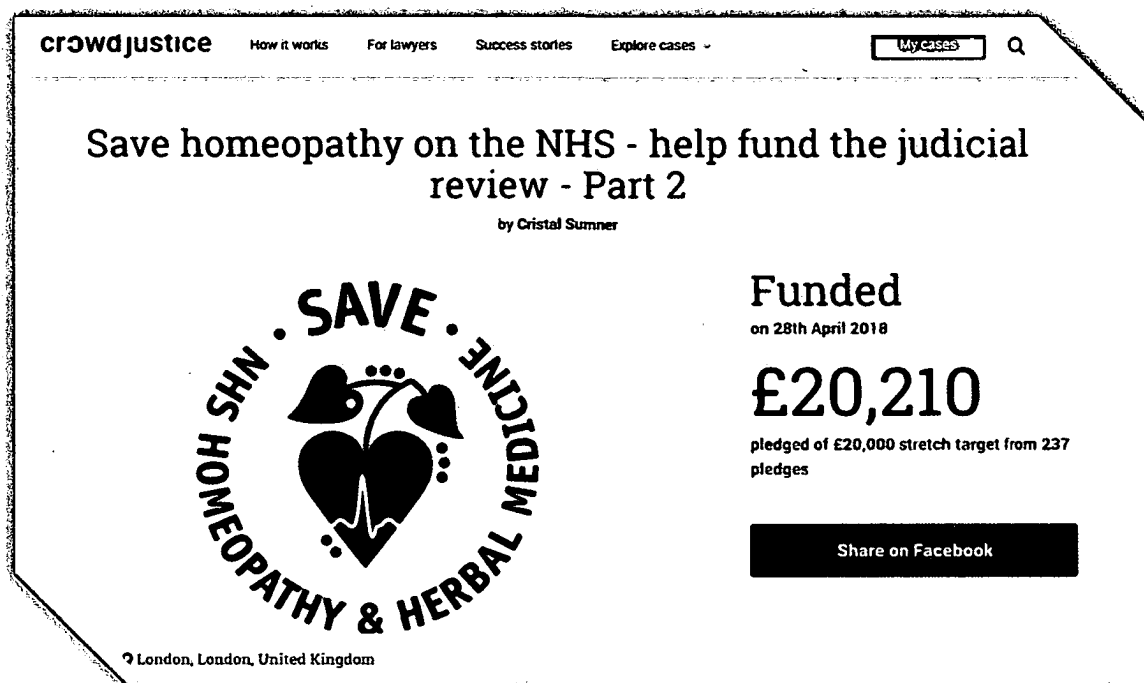 crowdjustice How it works For lawyers Success stories Explore cases My cases
Save homeopathy on the NHS - help fund the judicial
review - Part 2
by Cristal Sumner
· SAVE ·
NHS HOMEOPATHY & HERBAL MEDICINE
Funded
on 28th April 2018
£20,210
pledged of £20,000 stretch target from 237
pledges
Share on Facebook
London, London, United Kingdom